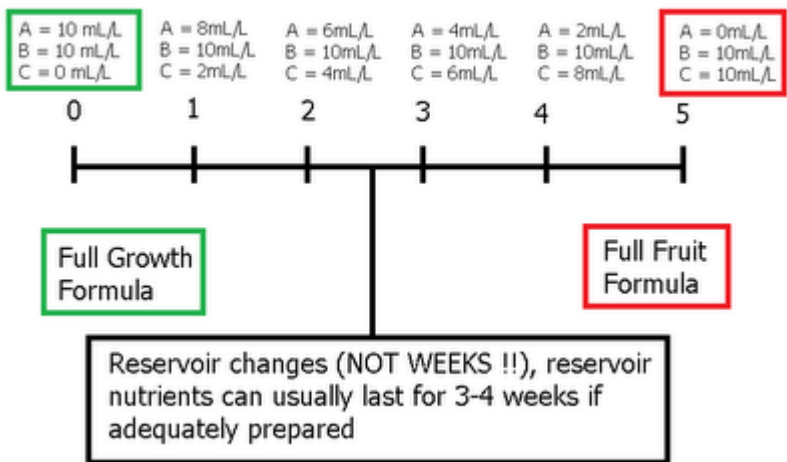 A = 10 mL/L
B = 10 mL/L
C = 0 mL/L
A = 8mL/L
B = 10mL/L
C = 2mL/L
A = 6mL/L
B = 10mL/L
C = 4mL/L
A = 4mL/L
B = 10mL/L
C = 6mL/L
A = 2mL/L
B = 10mL/L
C = 8mL/L
A = 0mL/L
B = 10mL/L
C = 10mL/L
0
1
2
3
4
5
Full Growth
Formula
Full Fruit
Formula
Reservoir changes (NOT WEEKS !!), reservoir
nutrients can usually last for 3-4 weeks if
adequately prepared